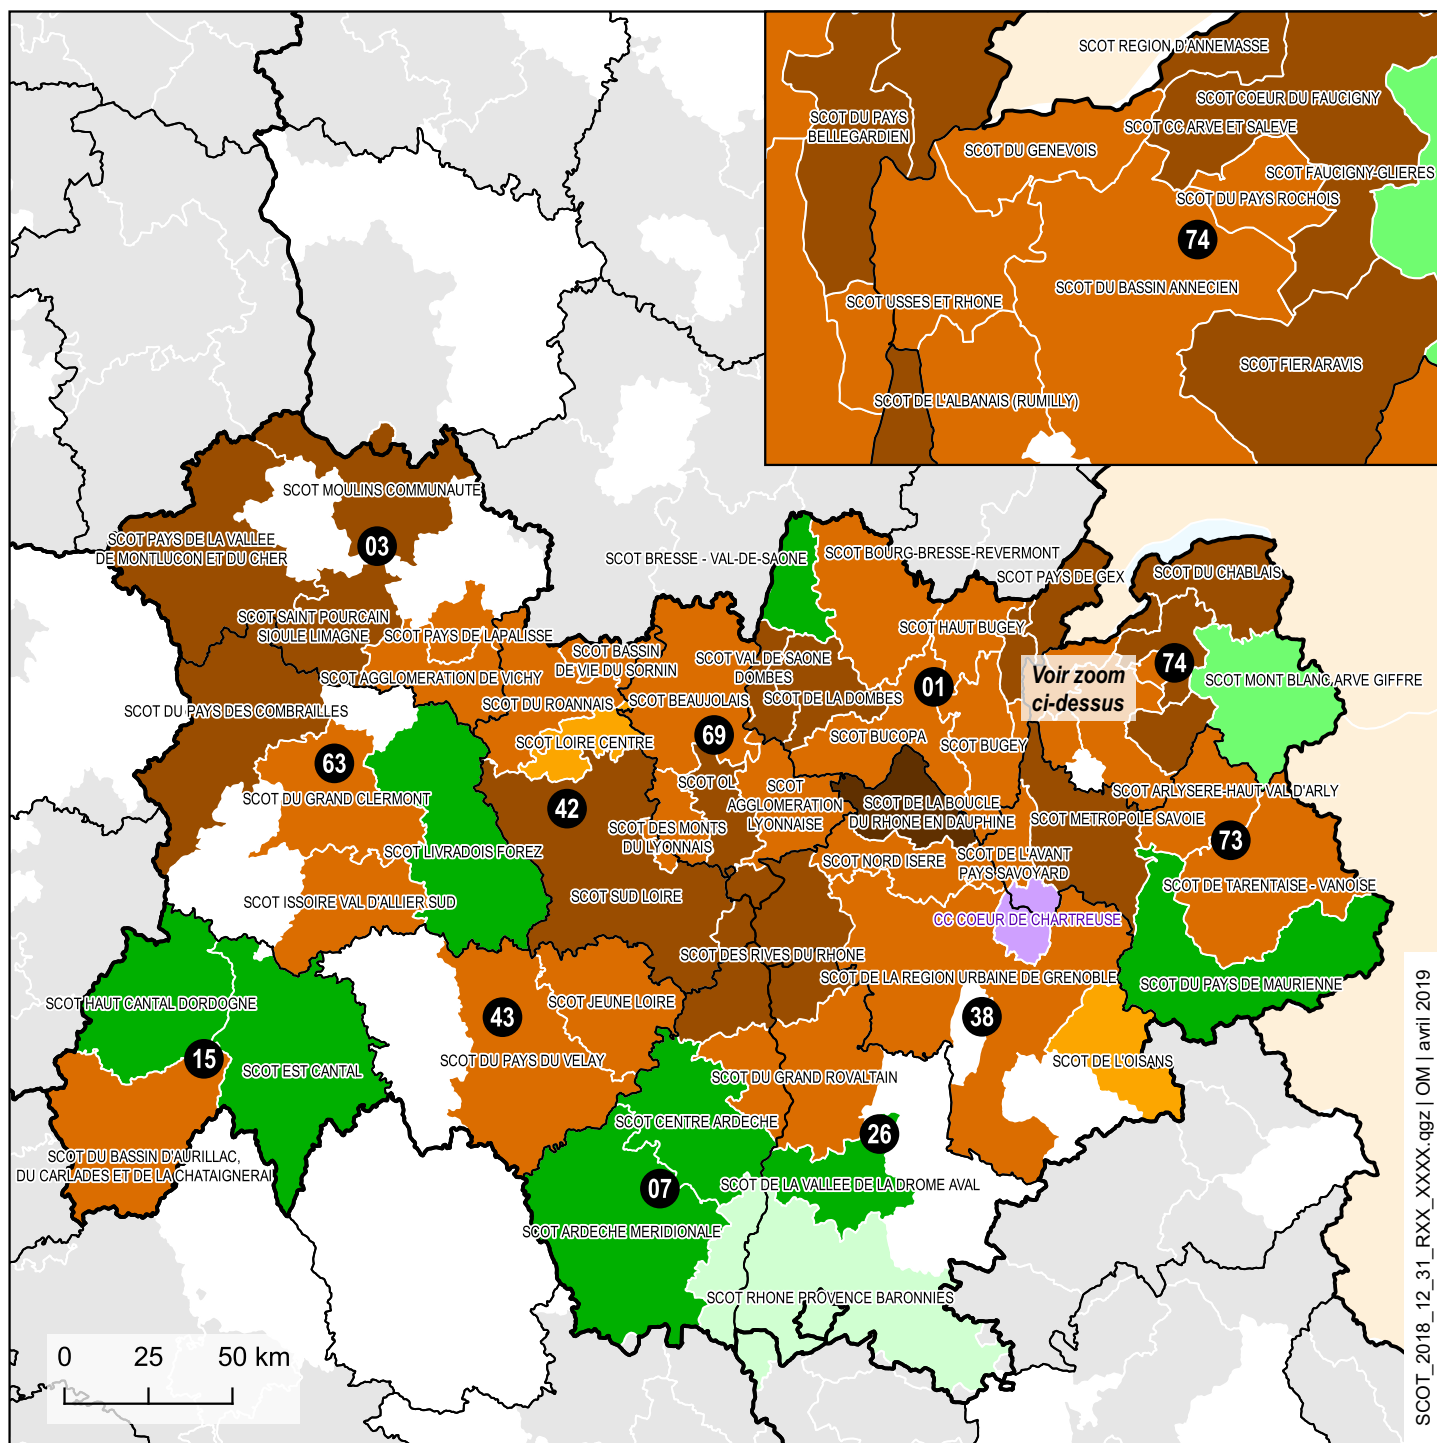 SCOT REGION D'ANNEMASSE
SCOT COEUR DU FAUCIGNY
SCOT DU PAYS
BELLEGARDIEN
SCOT CC ARVE ET SALEVE
SCOT DU GENEVOIS
SCOT FAUCIGNY-GLIERES
SCOT DU PAYS ROCHOIS
74
SCOT DU BASSIN ANNECIEN
SCOT USSES ET RHONE
SCOT FIER ARAVIS
SCOT DE L'ALBANAIS (RUMILLY)
SCOT MOULINS COMMUNAUTE
SCOT PAYS DE LA VALLEE
DE MONTLUCON ET DU CHER
03
SCOT BRESSE - VAL-DE-SAONE
SCOT BOURG-BRESSE-REVERMONT
SCOT PAYS DE GEX
SCOT DU CHABLAIS
SCOT SAINT POURCAIN
SIOULE LIMAGNE
SCOT PAYS DE LAPALISSE
SCOT HAUT BUGEY
SCOT BASSIN
DE VIE DU SORNIN
SCOT VAL DE SAONE
DOMBES
74
Voir zoom
ci-dessus
SCOT AGGLOMERATION DE VICHY
SCOT MONT BLANC ARVE GIFFRE
01
SCOT DU ROANNAIS
SCOT BEAUJOLAIS
SCOT DE LA DOMBES
SCOT DU PAYS DES COMBRAILLES
69
SCOT BUCOPA
SCOT LOIRE CENTRE
SCOT BUGEY
63
SCOT OL
SCOT
AGGLOMERATION
LYONNAISE
SCOT ARLYSERE-HAUT VAL D'ARLY
SCOT DU GRAND CLERMONT
42
SCOT DE LA BOUCLE
DU RHONE EN DAUPHINE
SCOT METROPOLE SAVOIE
SCOT DES MONTS
DU LYONNAIS
73
SCOT LIVRADOIS FOREZ
SCOT NORD ISERE
SCOT DE L'AVANT
PAYS SAVOYARD
SCOT DE TARENTAISE - VANOISE
SCOT ISSOIRE VAL D'ALLIER SUD
SCOT SUD LOIRE
CC COEUR DE CHARTREUSE
SCOT DES RIVES DU RHONE
SCOT DE LA REGION URBAINE DE GRENOBLE
SCOT DU PAYS DE MAURIENNE
SCOT HAUT CANTAL DORDOGNE
SCOT JEUNE LOIRE
43
38
15
SCOT DU PAYS DU VELAY
SCOT DE L'OISANS
SCOT EST CANTAL
SCOT DU GRAND ROVALTAIN
SCOT CENTRE ARDECHE
26
SCOT DU BASSIN D'AURILLAC,
DU CARLADES ET DE LA CHATAIGNERAI
07
SCOT DE LA VALLEE DE LA DROME AVAL
SCOT ARDECHE MERIDIONALE
SCOT RHONE PROVENCE BARONNIES
0 25 50 km
SCOT_2018_12_31_RXX_XXXX.qgz | OM | avril 2019